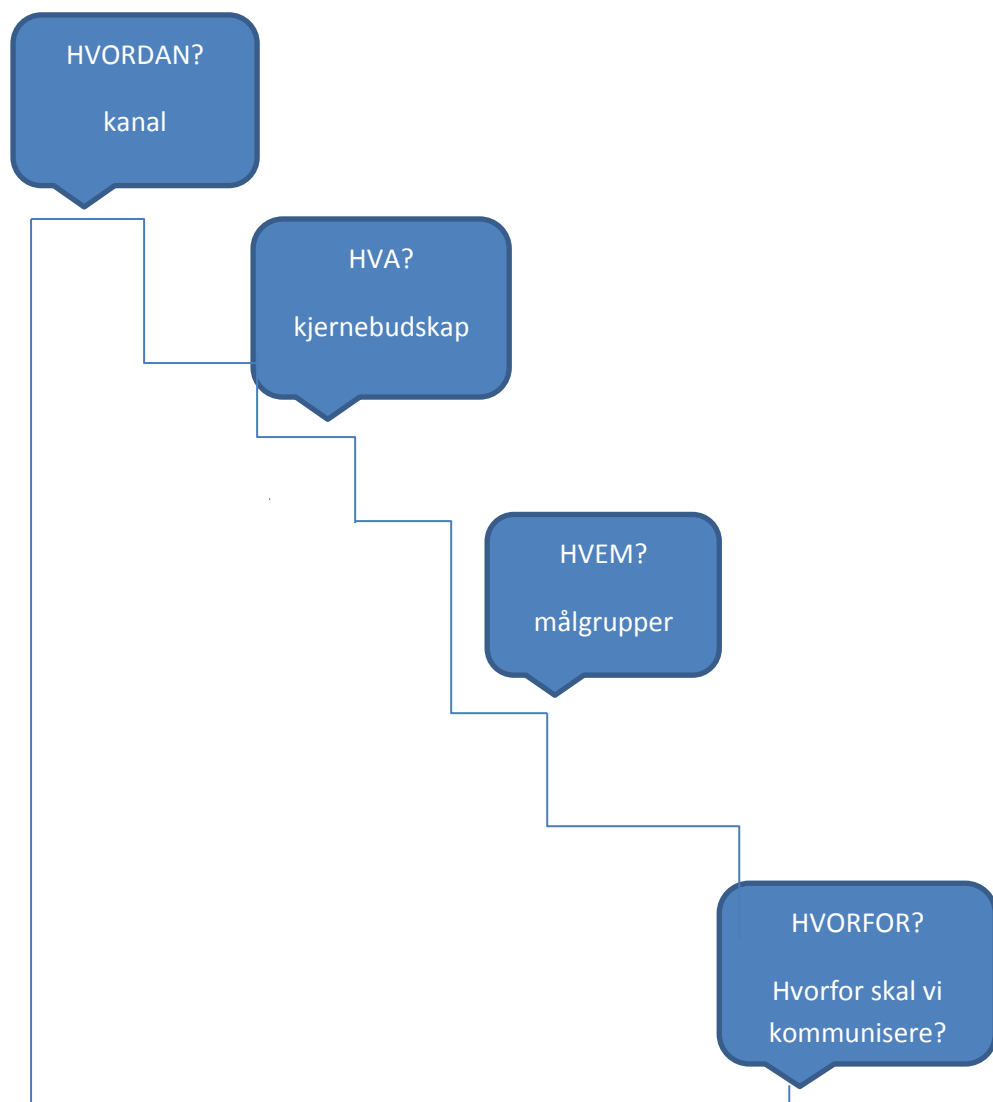 HVORDAN?
kanal
HVA?
kjernebudskap
HVEM?
målgrupper
HVORFOR?
Hvorfor skal vi
kommunisere?